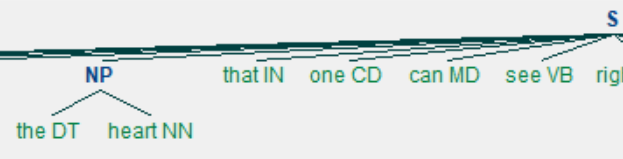 S
NP that IN one CD can MD see VB
the DT heart NN